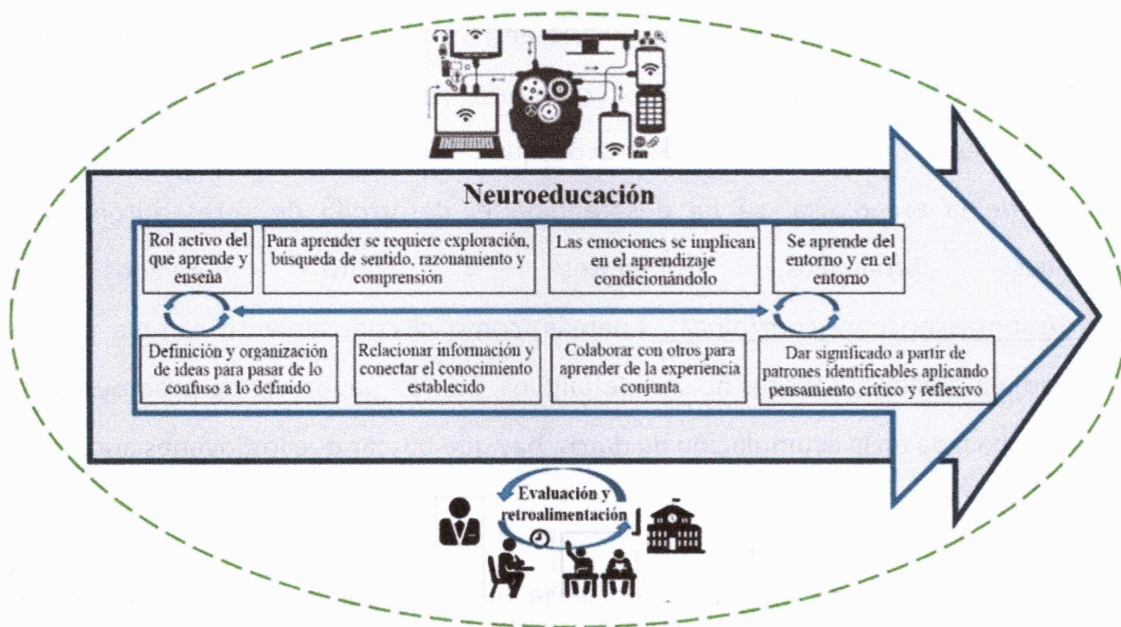 Neuroeducación
Rol activo del
que aprende y
enseña
Para aprender se requiere exploración,
búsqueda de sentido, razonamiento y
comprensión
Las emociones se implican
en el aprendizaje
condicionándolo
Se aprende del
entorno y en el
entorno
Definición y organización
de ideas para pasar de lo
confuso a lo definido
Relacionar información y
conectar el conocimiento
establecido
Colaborar con otros para
aprender de la experiencia
conjunta
Dar significado a partir de
patrones identificables aplicando
pensamiento crítico y reflexivo
Evaluación y
retroalimentación